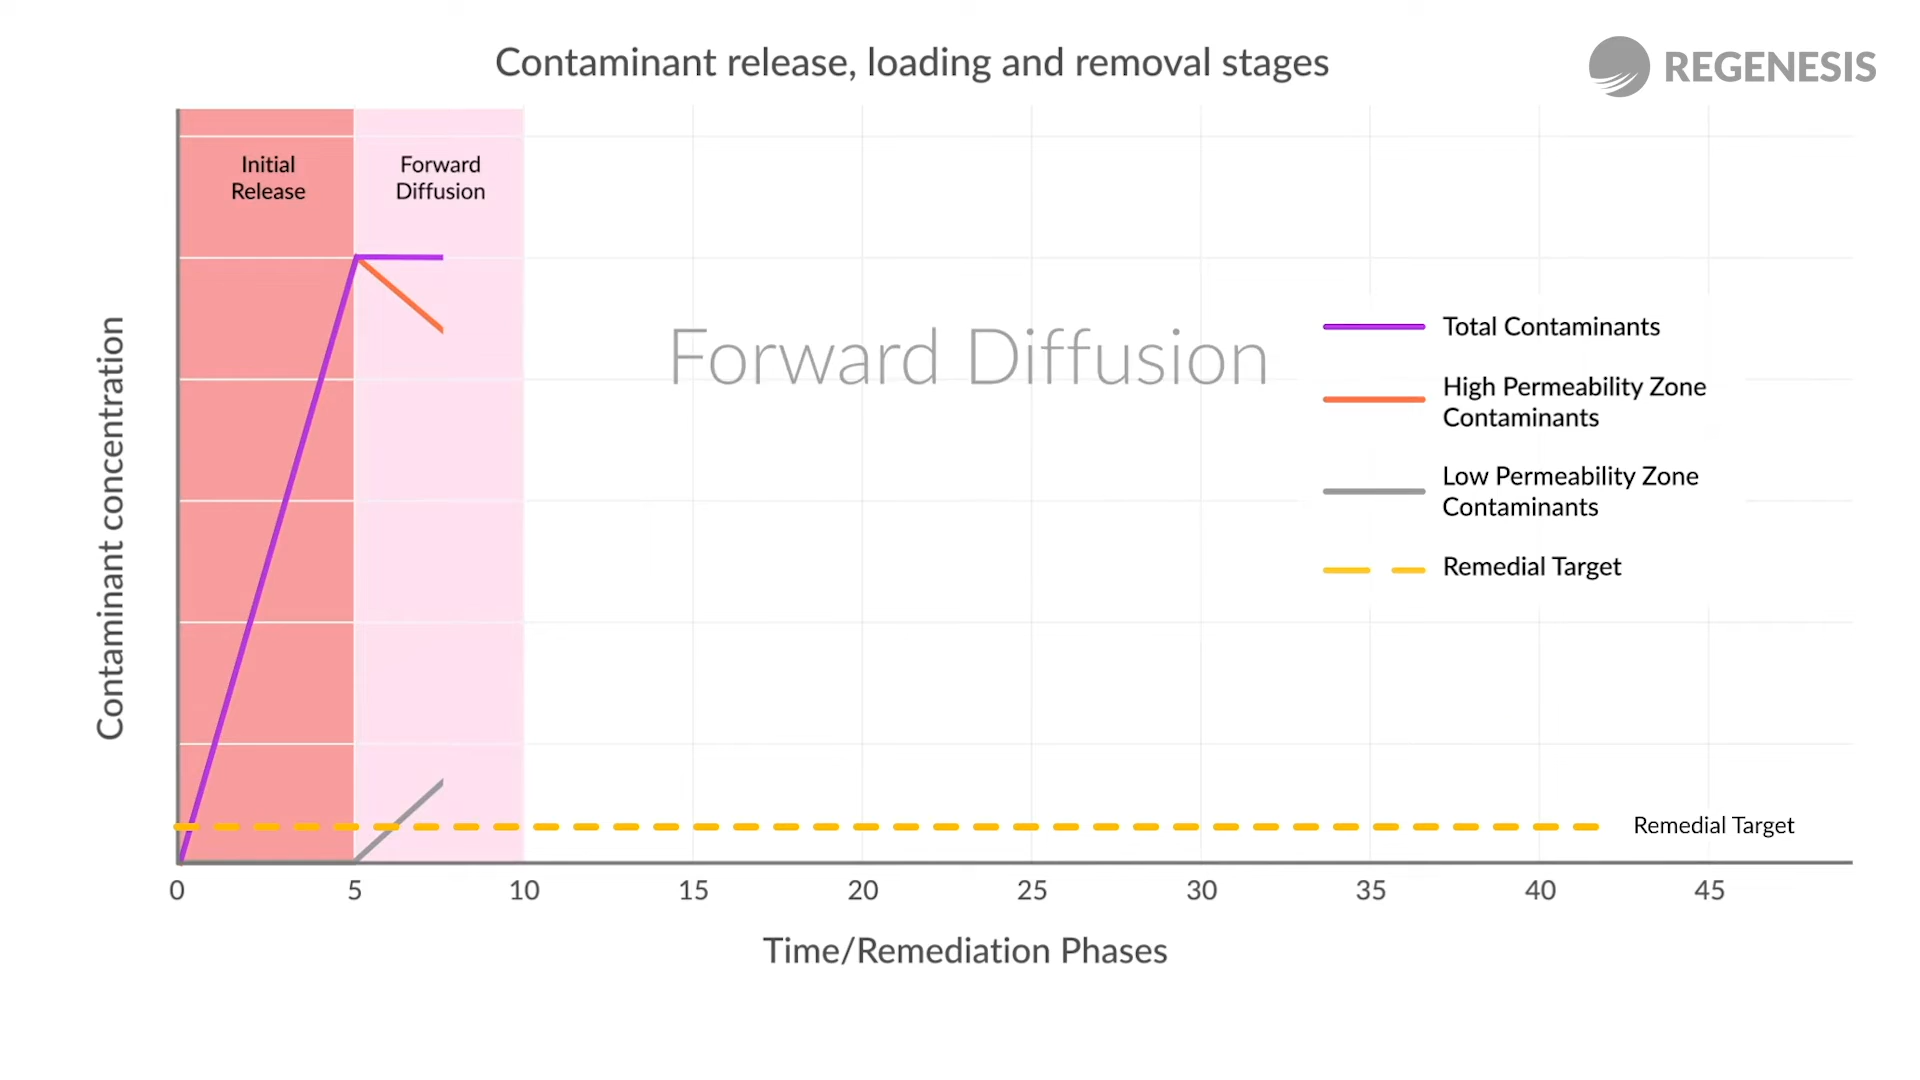 Contaminant release, loading and removal stages
REGENESIS
Initial
Release
Forward
Diffusion
Forward Diffusion
Total Contaminants
High Permeability Zone
Contaminants
Low Permeability Zone
Contaminants
Remedial Target
Contaminant concentration
Remedial Target
0 5 10 15 20 25 30 35 40 45
Time/Remediation Phases